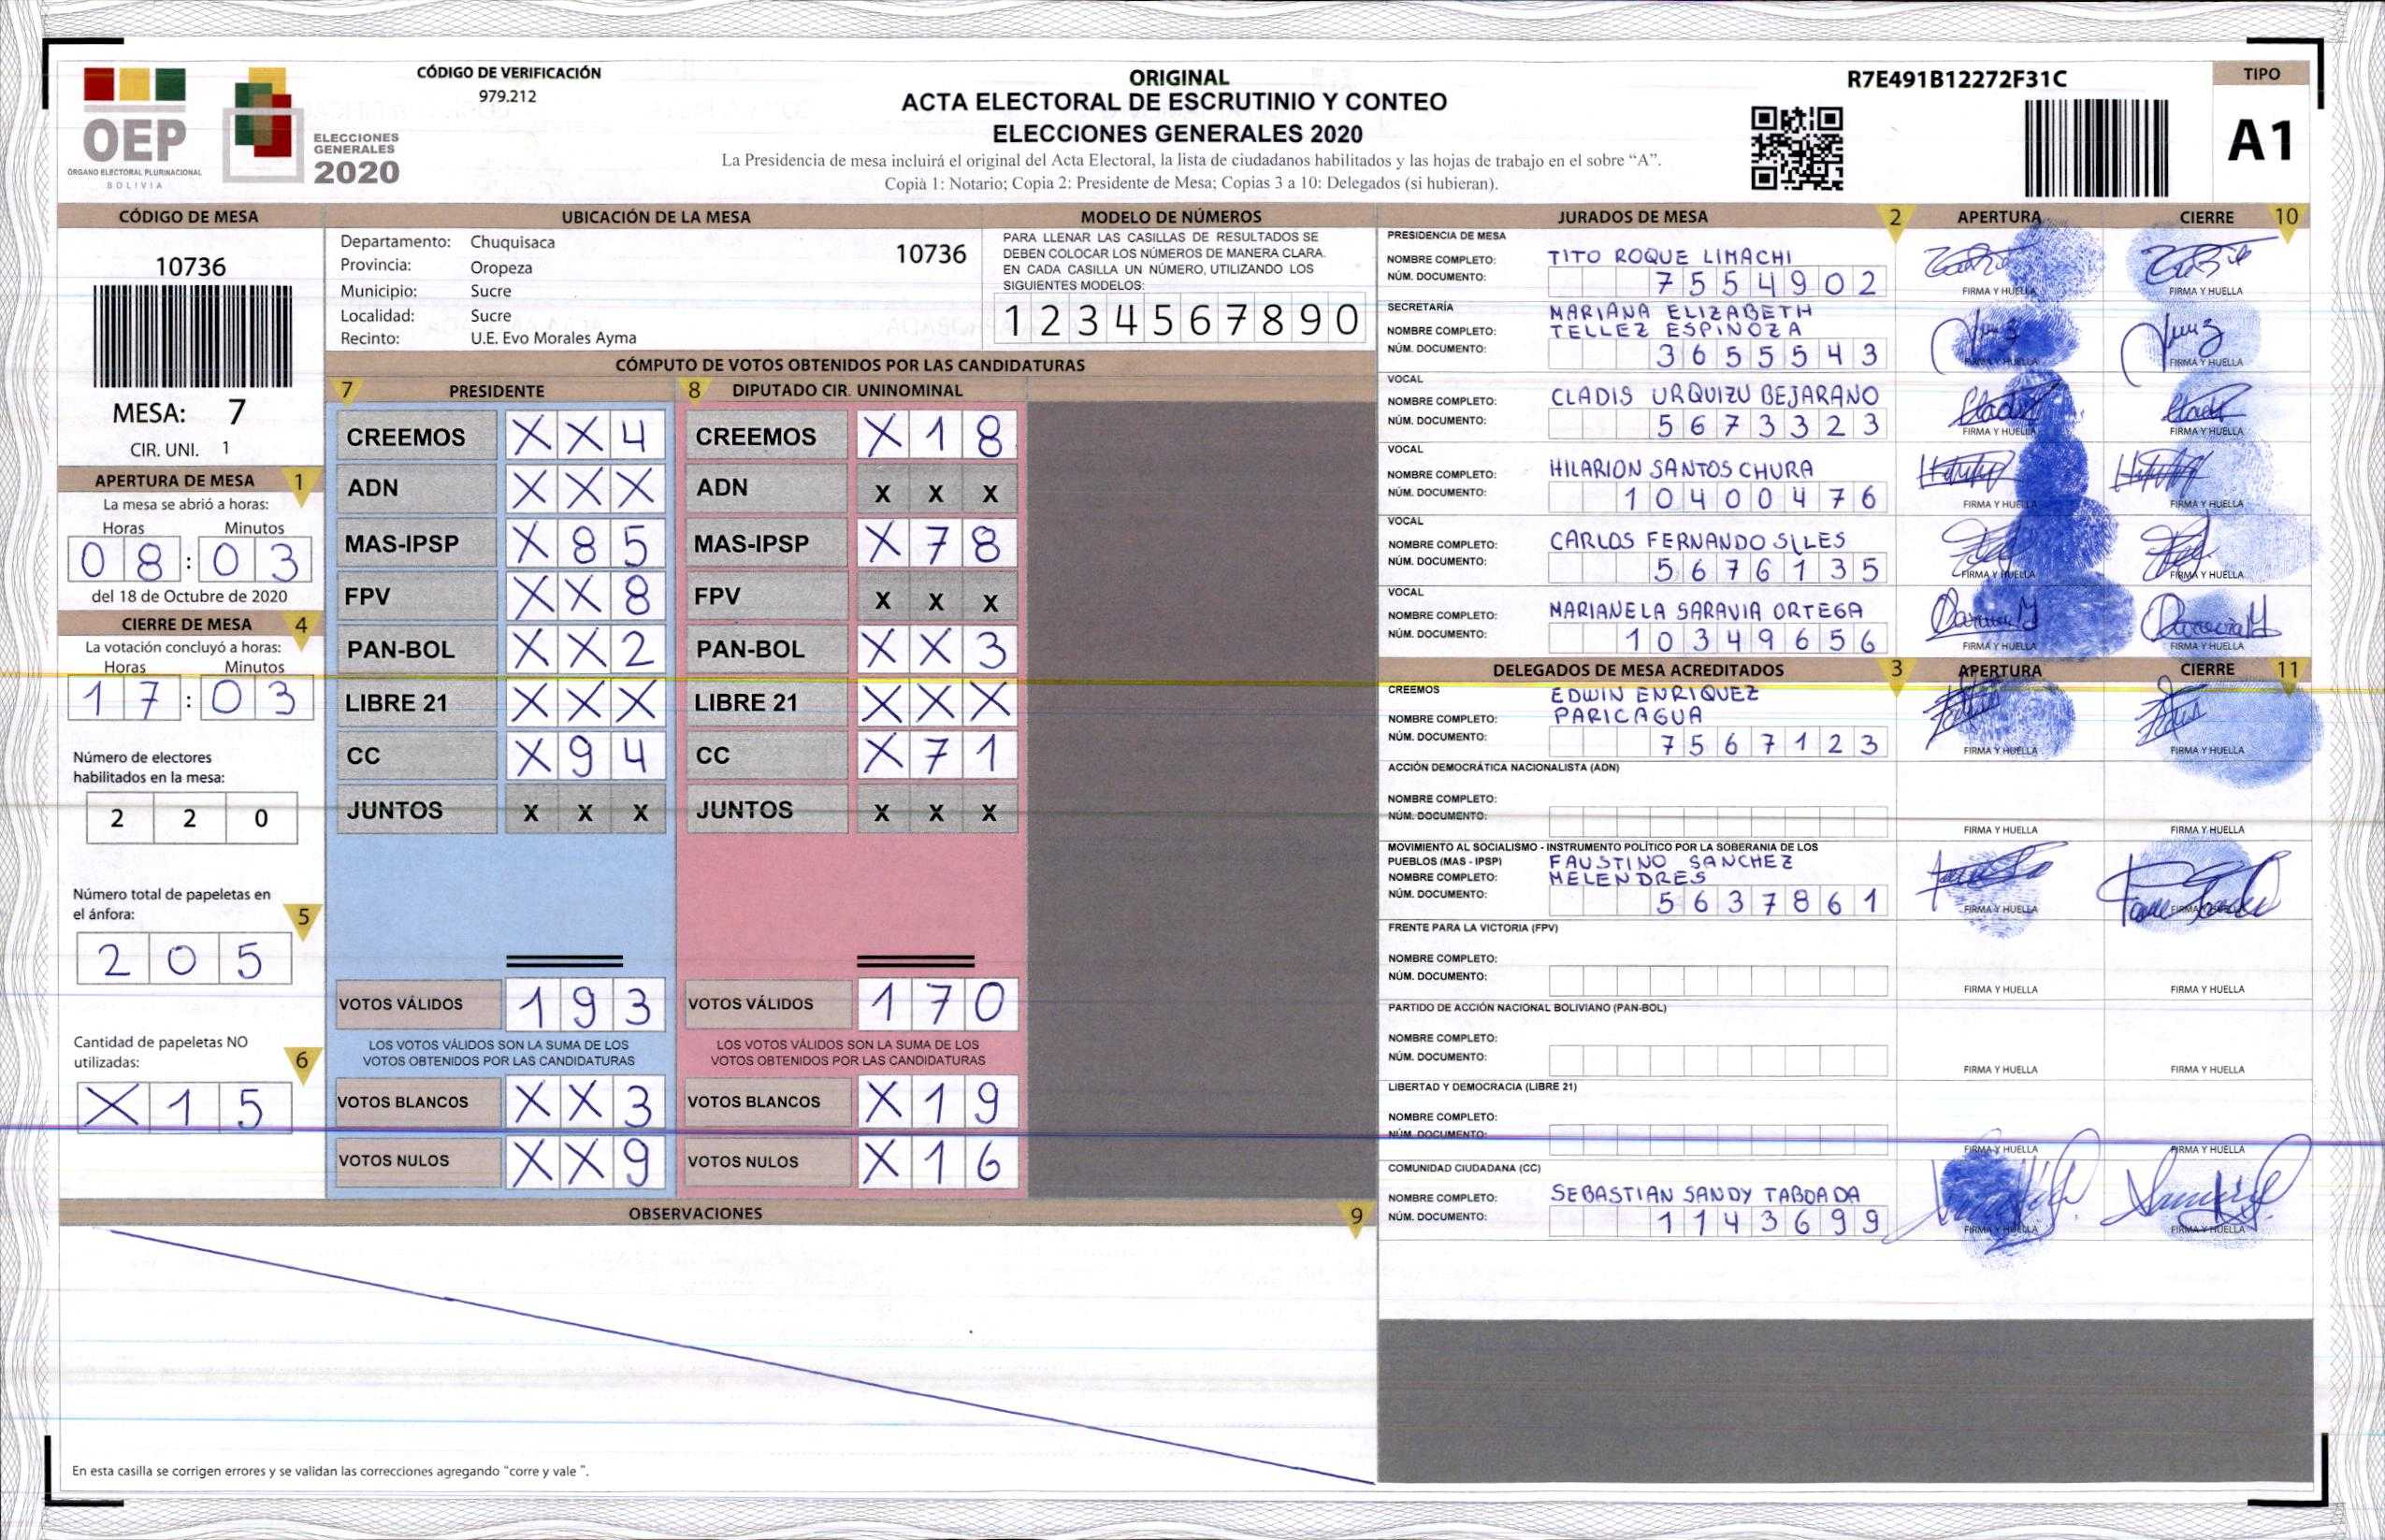 OEP
ÓRGANO ELECTORAL PLURINACIONAL
BOLIVIA
ELECCIONES
GENERALES
2020
CÓDIGO DE VERIFICACIÓN
979.212
ORIGINAL
ACTA ELECTORAL DE ESCRUTINIO Y CONTEO
ELECCIONES GENERALES 2020
La Presidencia de mesa incluirá el original del Acta Electoral, la lista de ciudadanos habilitados y las hojas de trabajo en el sobre “A”.
Copia 1: Notario; Copia 2: Presidente de Mesa; Copias 3 a 10: Delegados (si hubieran).
R7E491B12272F31C
TIPO
A1
CÓDIGO DE MESA
10736
MESA: 7
CIR. UNI. 1
APERTURA DE MESA 1
La mesa se abrió a horas:
Horas Minutos
08:03
del 18 de Octubre de 2020
CIERRE DE MESA 4
La votación concluyó a horas:
Horas Minutos
17:03
Número de electores
habilitados en la mesa:
2 2 0
Número total de papeletas en
el ánfora: 5
2 0 5
Cantidad de papeletas NO
utilizadas: 6
X 1 5
UBICACIÓN DE LA MESA
Departamento: Chuquisaca 10736
Provincia: Oropeza
Municipio: Sucre
Localidad: Sucre
Recinto: U.E. Evo Morales Ayma
MODELO DE NÚMEROS
PARA LLENAR LAS CASILLAS DE RESULTADOS SE
DEBEN COLOCAR LOS NÚMEROS DE MANERA CLARA.
EN CADA CASILLA UN NÚMERO, UTILIZANDO LOS
SIGUIENTES MODELOS:
1 2 3 4 5 6 7 8 9 0
CÓMPUTO DE VOTOS OBTENIDOS POR LAS CANDIDATURAS
7 PRESIDENTE
CREEMOS X X 4
ADN X X X
MAS-IPSP X 8 5
FPV X X 8
PAN-BOL X X 2
LIBRE 21 X X X
CC X 9 4
JUNTOS X X X
VOTOS VÁLIDOS 1 9 3
LOS VOTOS VÁLIDOS SON LA SUMA DE LOS
VOTOS OBTENIDOS POR LAS CANDIDATURAS
VOTOS BLANCOS X X 3
VOTOS NULOS X X 9
8 DIPUTADO CIR. UNINOMINAL
CREEMOS X 1 8
ADN X X X
MAS-IPSP X 7 8
FPV X X X
PAN-BOL X X 3
LIBRE 21 X X X
CC X 7 1
JUNTOS X X X
VOTOS VÁLIDOS 1 7 0
LOS VOTOS VÁLIDOS SON LA SUMA DE LOS
VOTOS OBTENIDOS POR LAS CANDIDATURAS
VOTOS BLANCOS X 1 9
VOTOS NULOS X 1 6
OBSERVACIONES 9
En esta casilla se corrigen errores y se validan las correcciones agregando “corre y vale ”.
JURADOS DE MESA 2 APERTURA CIERRE 10
PRESIDENCIA DE MESA
NOMBRE COMPLETO: TITO ROQUE LIMACHI
NÚM. DOCUMENTO: 7554902
FIRMA Y HUELLA FIRMA Y HUELLA
SECRETARÍA
MARIANA ELIZABETH
NOMBRE COMPLETO: TELLEZ ESPINOZA
NÚM. DOCUMENTO: 3655543
FIRMA Y HUELLA FIRMA Y HUELLA
VOCAL
NOMBRE COMPLETO: CLADIS URQUIZU BEJARANO
NÚM. DOCUMENTO: 5673323
FIRMA Y HUELLA FIRMA Y HUELLA
VOCAL
NOMBRE COMPLETO: HILARION SANTOS CHURA
NÚM. DOCUMENTO: 10400476
FIRMA Y HUELLA FIRMA Y HUELLA
VOCAL
NOMBRE COMPLETO: CARLOS FERNANDO SILES
NÚM. DOCUMENTO: 5676135
FIRMA Y HUELLA FIRMA Y HUELLA
VOCAL
NOMBRE COMPLETO: MARIANELA SARAVIA ORTEGA
NÚM. DOCUMENTO: 10349656
FIRMA Y HUELLA FIRMA Y HUELLA
DELEGADOS DE MESA ACREDITADOS 3 APERTURA CIERRE 11
CREEMOS
EDWIN ENRIQUEZ
NOMBRE COMPLETO: PARICAGUA
NÚM. DOCUMENTO: 7567123
FIRMA Y HUELLA FIRMA Y HUELLA
ACCIÓN DEMOCRÁTICA NACIONALISTA (ADN)
NOMBRE COMPLETO:
NÚM. DOCUMENTO:
FIRMA Y HUELLA FIRMA Y HUELLA
MOVIMIENTO AL SOCIALISMO - INSTRUMENTO POLÍTICO POR LA SOBERANIA DE LOS
PUEBLOS (MAS - IPSP) FAUSTINO SANCHEZ
NOMBRE COMPLETO: MELENDRES
NÚM. DOCUMENTO: 5637861
FIRMA Y HUELLA FIRMA Y HUELLA
FRENTE PARA LA VICTORIA (FPV)
NOMBRE COMPLETO:
NÚM. DOCUMENTO:
FIRMA Y HUELLA FIRMA Y HUELLA
PARTIDO DE ACCIÓN NACIONAL BOLIVIANO (PAN-BOL)
NOMBRE COMPLETO:
NÚM. DOCUMENTO:
FIRMA Y HUELLA FIRMA Y HUELLA
LIBERTAD Y DEMOCRACIA (LIBRE 21)
NOMBRE COMPLETO:
NÚM. DOCUMENTO:
FIRMA Y HUELLA FIRMA Y HUELLA
COMUNIDAD CIUDADANA (CC)
NOMBRE COMPLETO: SEBASTIAN SANDY TABOADA
NÚM. DOCUMENTO: 1143699
FIRMA Y HUELLA FIRMA Y HUELLA